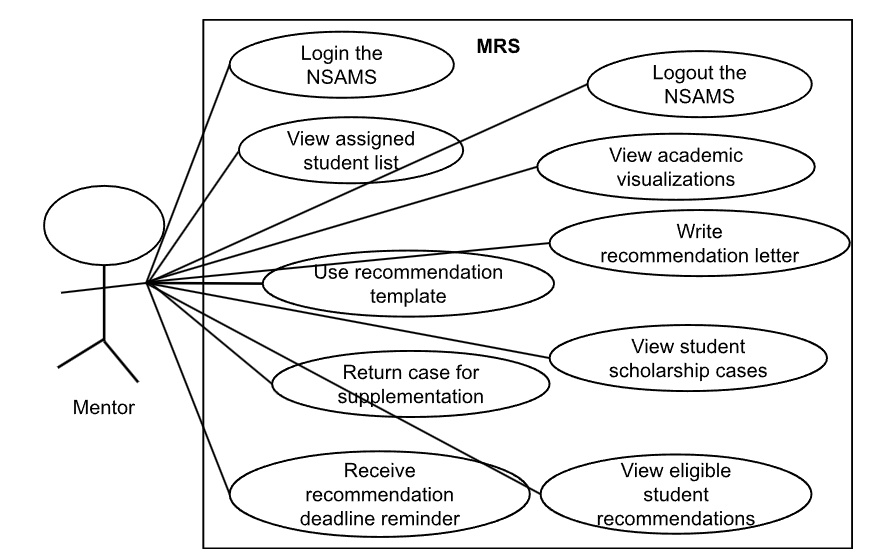 MRS
Login the
NSAMS
Logout the
NSAMS
View assigned
student list
View academic
visualizations
Write
recommendation letter
Use recommendation
template
View student
scholarship cases
Return case for
supplementation
Mentor
Receive
recommendation
deadline reminder
View eligible
student
recommendations